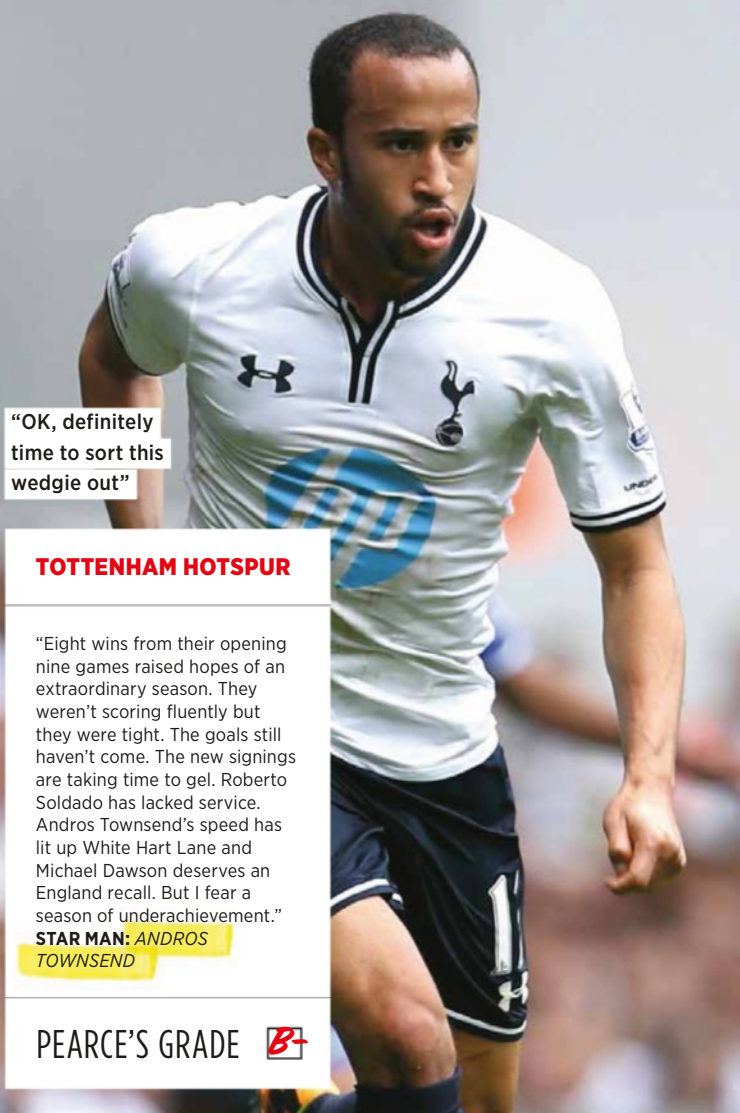 “OK, definitely
time to sort this
wedgie out”
hp
TOTTENHAM HOTSPUR
“Eight wins from their opening
nine games raised hopes of an
extraordinary season. They
weren’t scoring fluently but
they were tight. The goals still
haven’t come. The new signings
are taking time to gel. Roberto
Soldado has lacked service.
Andros Townsend’s speed has
lit up White Hart Lane and
Michael Dawson deserves an
England recall. But I fear a
season of underachievement.”
STAR MAN: ANDROS
TOWNSEND
PEARCE’S GRADE B-